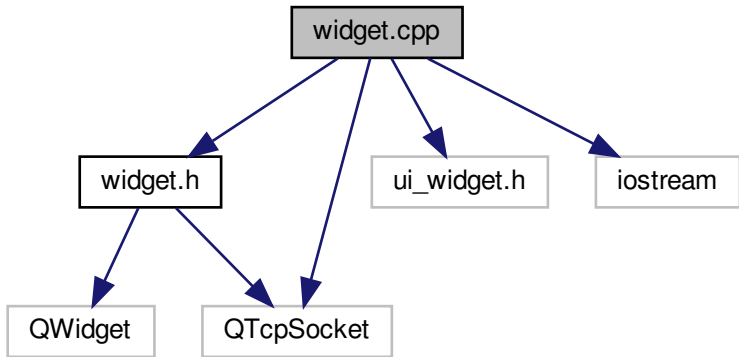 widget.cpp
widget.h
ui_widget.h
iostream
QWidget
QTcpSocket